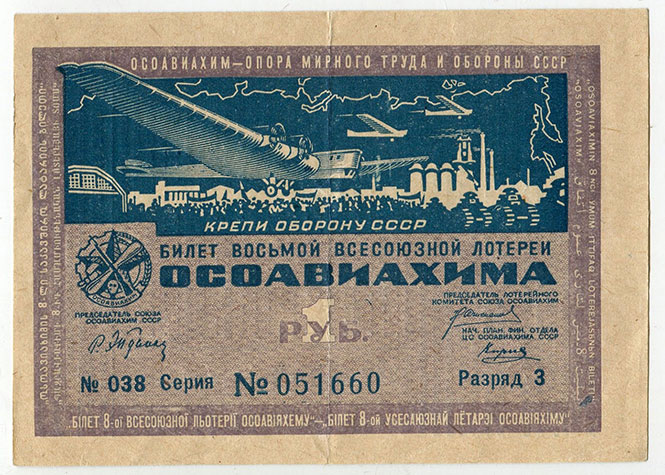 ОСОАВИАХИМ—ОПОРА МИРНОГО ТРУДА И ОБОРОНЫ СССР
КРЕПИ ОБОРОНУ СССР
БИЛЕТ ВОСЬМОЙ ВСЕСОЮЗНОЙ ЛОТЕРЕИ
ОСОАВИАХИМА
ОСОАВИАХИМ
ПРЕДСЕДАТЕЛЬ СОЮЗА
ОСОАВИАХИМ СССР
1
РУБ.
ПРЕДСЕДАТЕЛЬ ЛОТЕРЕЙНОГО
КОМИТЕТА СОЮЗА ОСОАВИАХИМ
НАЧ. ПЛАН. ФИН. ОТДЕЛА
ЦС ОСОАВИАХИМА СССР
№ 038 Серия № 051660 Разряд 3
„БІЛЕТ 8-ої ВСЕСОЮЗНОЇ ЛЬОТЕРІЇ ОСОАВІЯХЕМУ"—„БІЛЕТ 8-ой УСЕСАЮЗНАЙ ЛЕТАРЭІ ОСОАВІЯХІМУ"